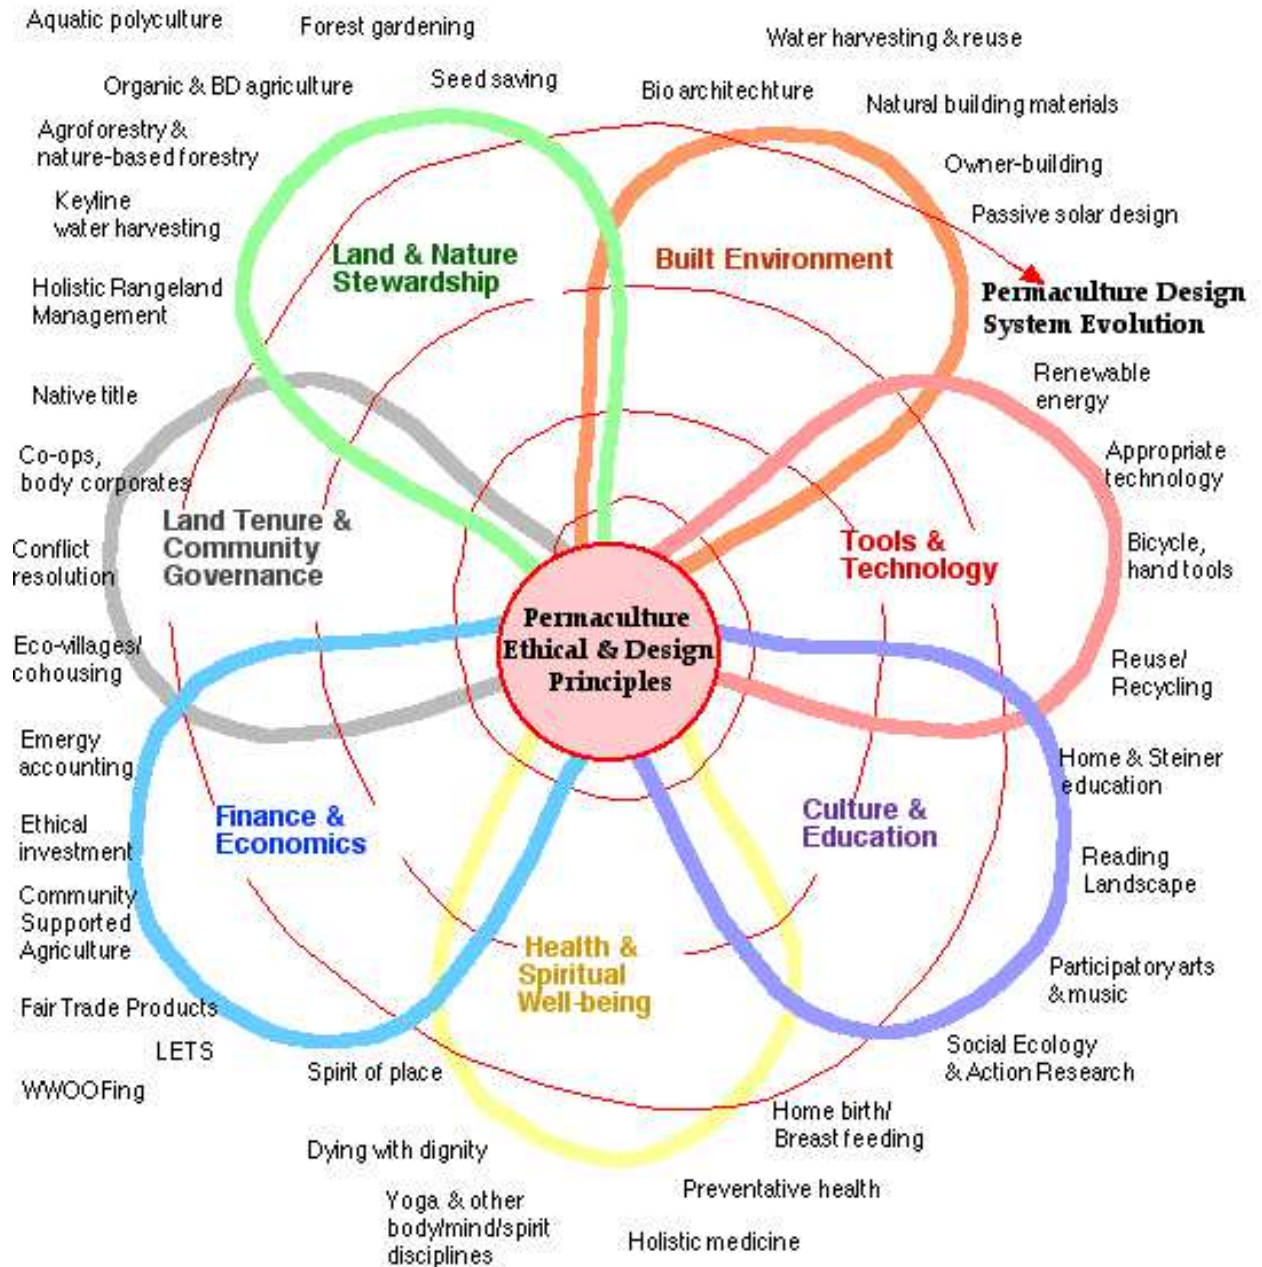 Aquatic polyculture
Forest gardening
Water harvesting & reuse
Organic & BD agriculture
Seed saving
Bio architechture
Natural building materials
Agroforestry &
nature-based forestry
Owner-building
Keyline
water harvesting
Passive solar design
Land & Nature
Stewardship
Built Environment
Holistic Rangeland
Management
Permaculture Design
System Evolution
Native title
Renewable
energy
Co-ops,
body corporates
Appropriate
technology
Land Tenure &
Community
Governance
Tools &
Technology
Conflict
resolution
Bicycle,
hand tools
Permaculture
Ethical & Design
Principles
Eco-villages/
cohousing
Reuse/
Recycling
Emergy
accounting
Home & Steiner
education
Finance &
Economics
Culture &
Education
Ethical
investment
Reading
Landscape
Community
Supported
Agriculture
Health &
Spiritual
Well-being
Participatory arts
& music
Fair Trade Products
LETS
Social Ecology
& Action Research
WWOOFing
Spirit of place
Home birth/
Breast feeding
Dying with dignity
Preventative health
Yoga & other
body/mind/spirit
disciplines
Holistic medicine